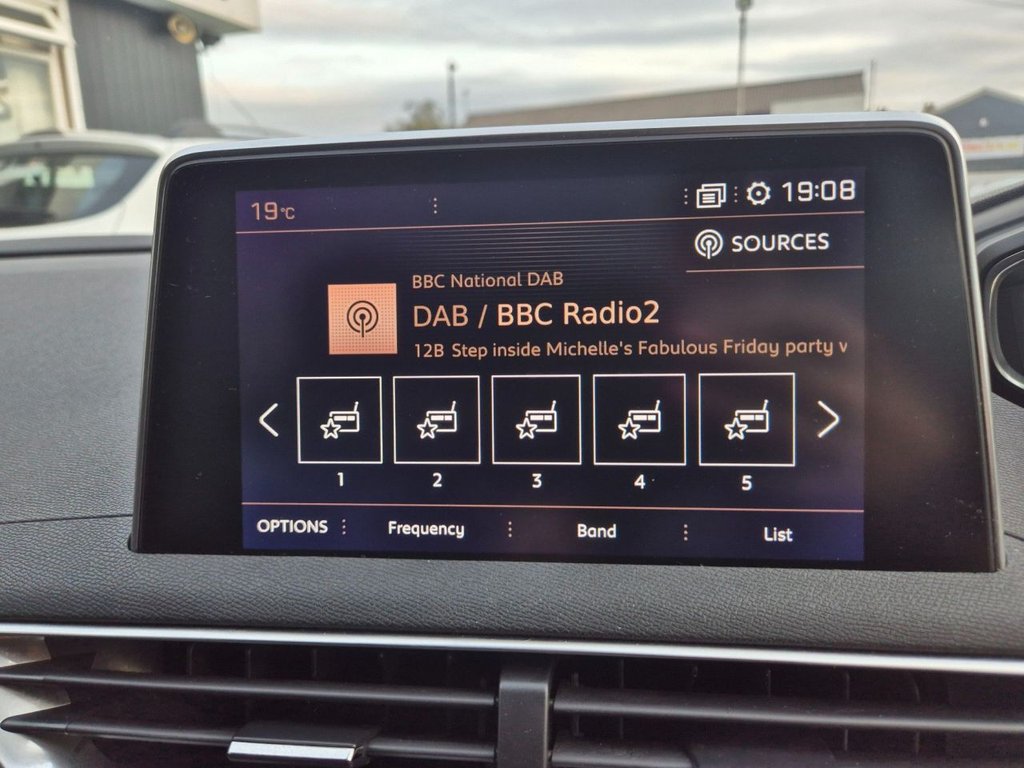 19°C
19:08
SOURCES
BBC National DAB
DAB / BBC Radio2
12B Step inside Michelle's Fabulous Friday party v
1 2 3 4 5
OPTIONS Frequency Band List